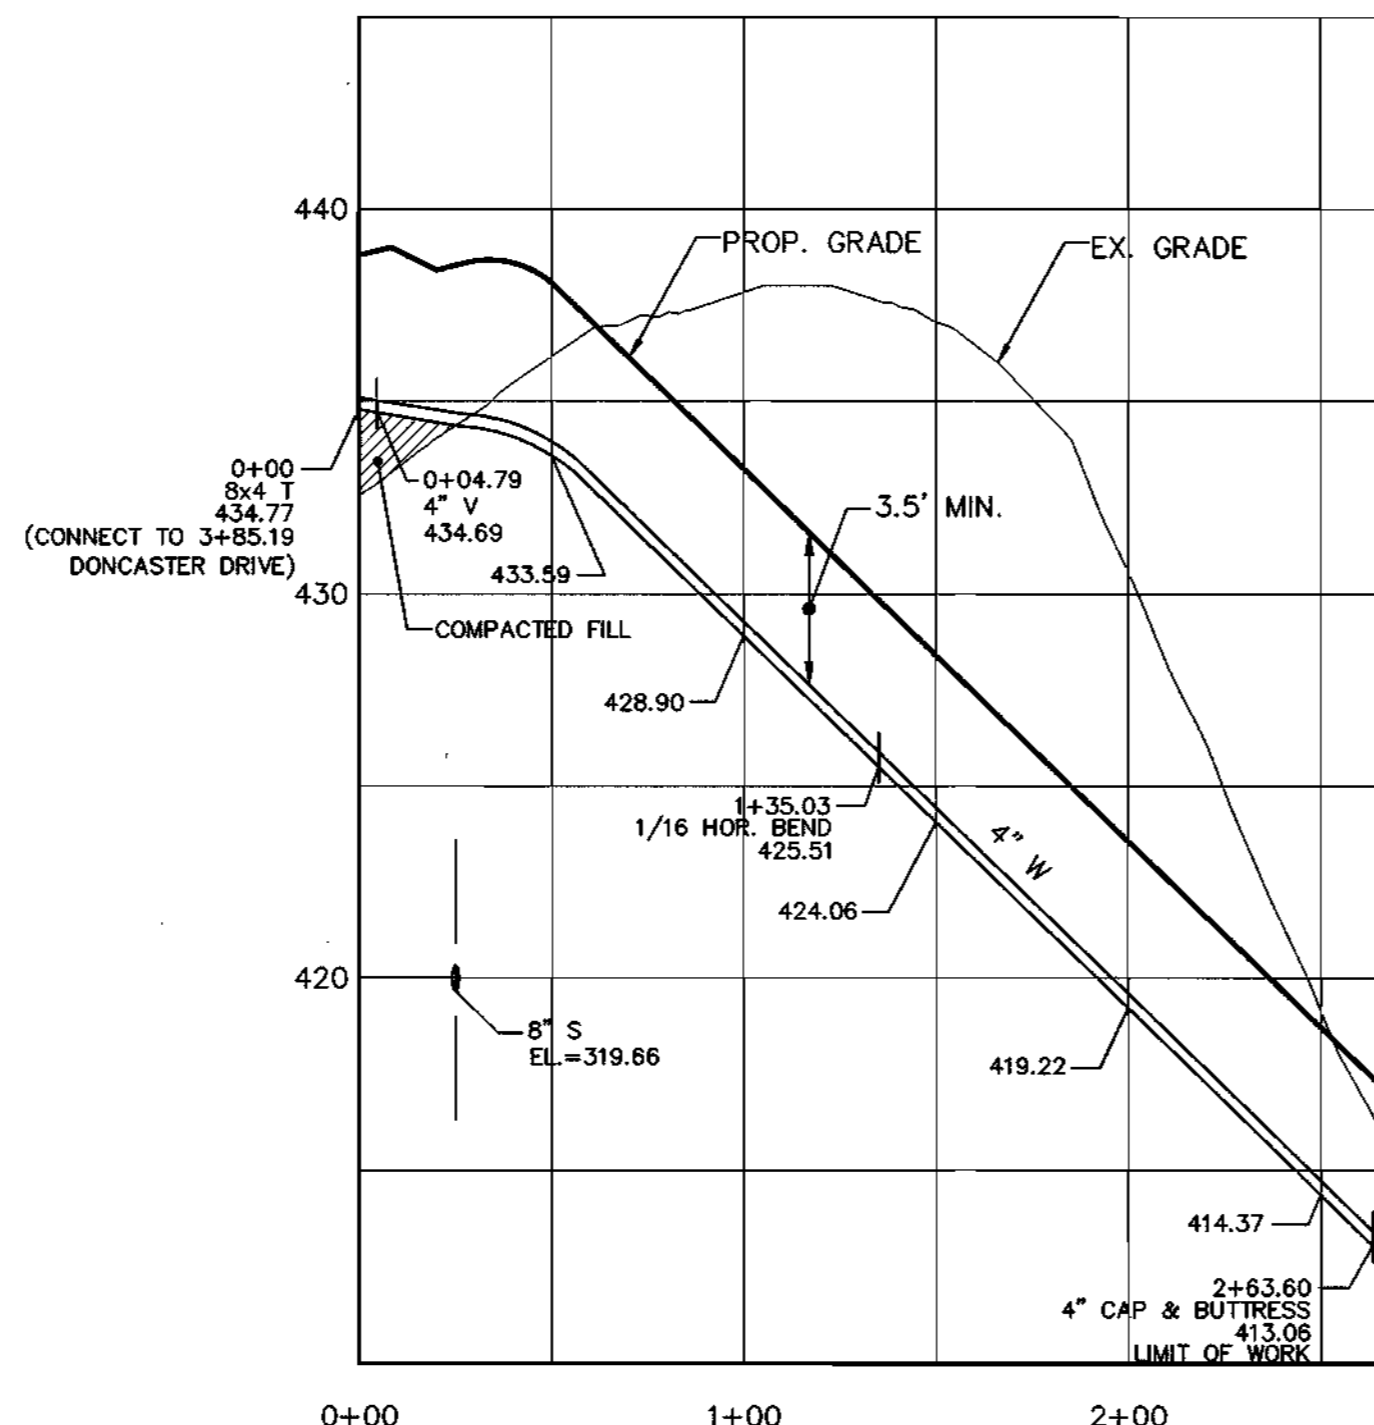 440
PROP. GRADE
EX. GRADE
0+00
8x4 T
434.77
(CONNECT TO 3+85.19
DONCASTER DRIVE)
0+04.79
4" V
434.69
3.5' MIN.
433.59
430
COMPACTED FILL
428.90
1+35.03
1/16 HOR. BEND
425.51
4" W
424.06
420
8" S
EL.=319.66
419.22
414.37
2+63.60
4" CAP & BUTTRESS
413.06
LIMIT OF WORK
0+00
1+00
2+00